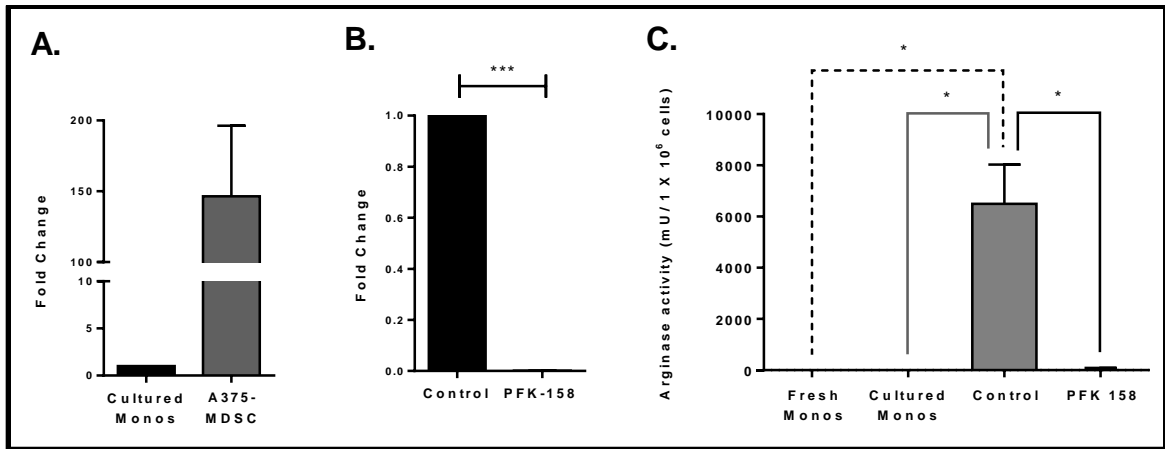 A.
Fold Change
200
150
100
10
5
0
Cultured Monos
A375-MDSC
B.
***
Fold Change
1.0
0.8
0.6
0.4
0.2
0.0
Control
PFK-158
C.
*
*
*
Arginase activity (mU/1 X 10⁶ cells)
10000
8000
6000
4000
2000
0
Fresh Monos
Cultured Monos
Control
PFK 158